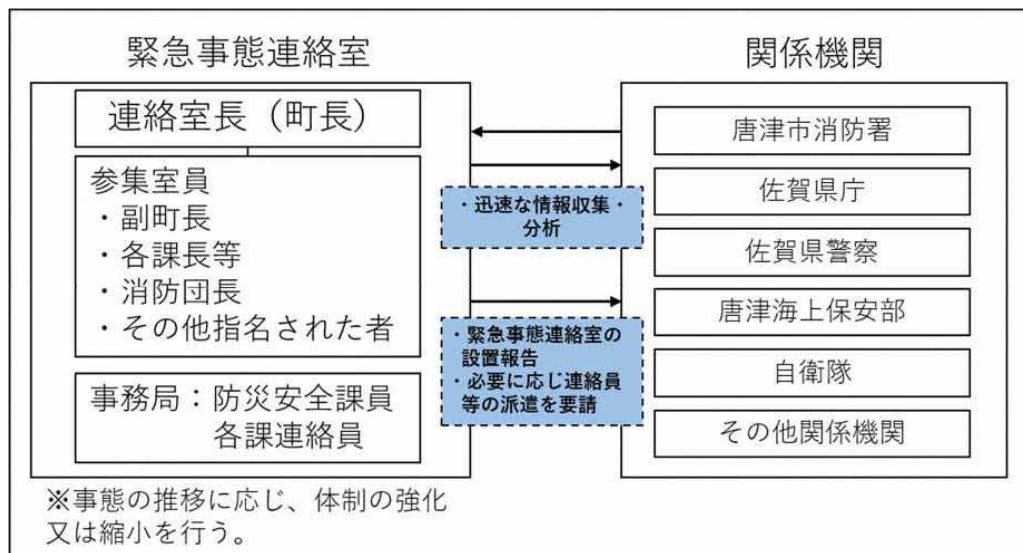 緊急事態連絡室
連絡室長（町長）
参集室員
・副町長
・各課長等
・消防団長
・その他指名された者
事務局：防災安全課員
各課連絡員
※事態の推移に応じ、体制の強化
又は縮小を行う。
・迅速な情報収集・
分析
・緊急事態連絡室の
設置報告
・必要に応じ連絡員
等の派遣を要請
関係機関
唐津市消防署
佐賀県庁
佐賀県警察
唐津海上保安部
自衛隊
その他関係機関